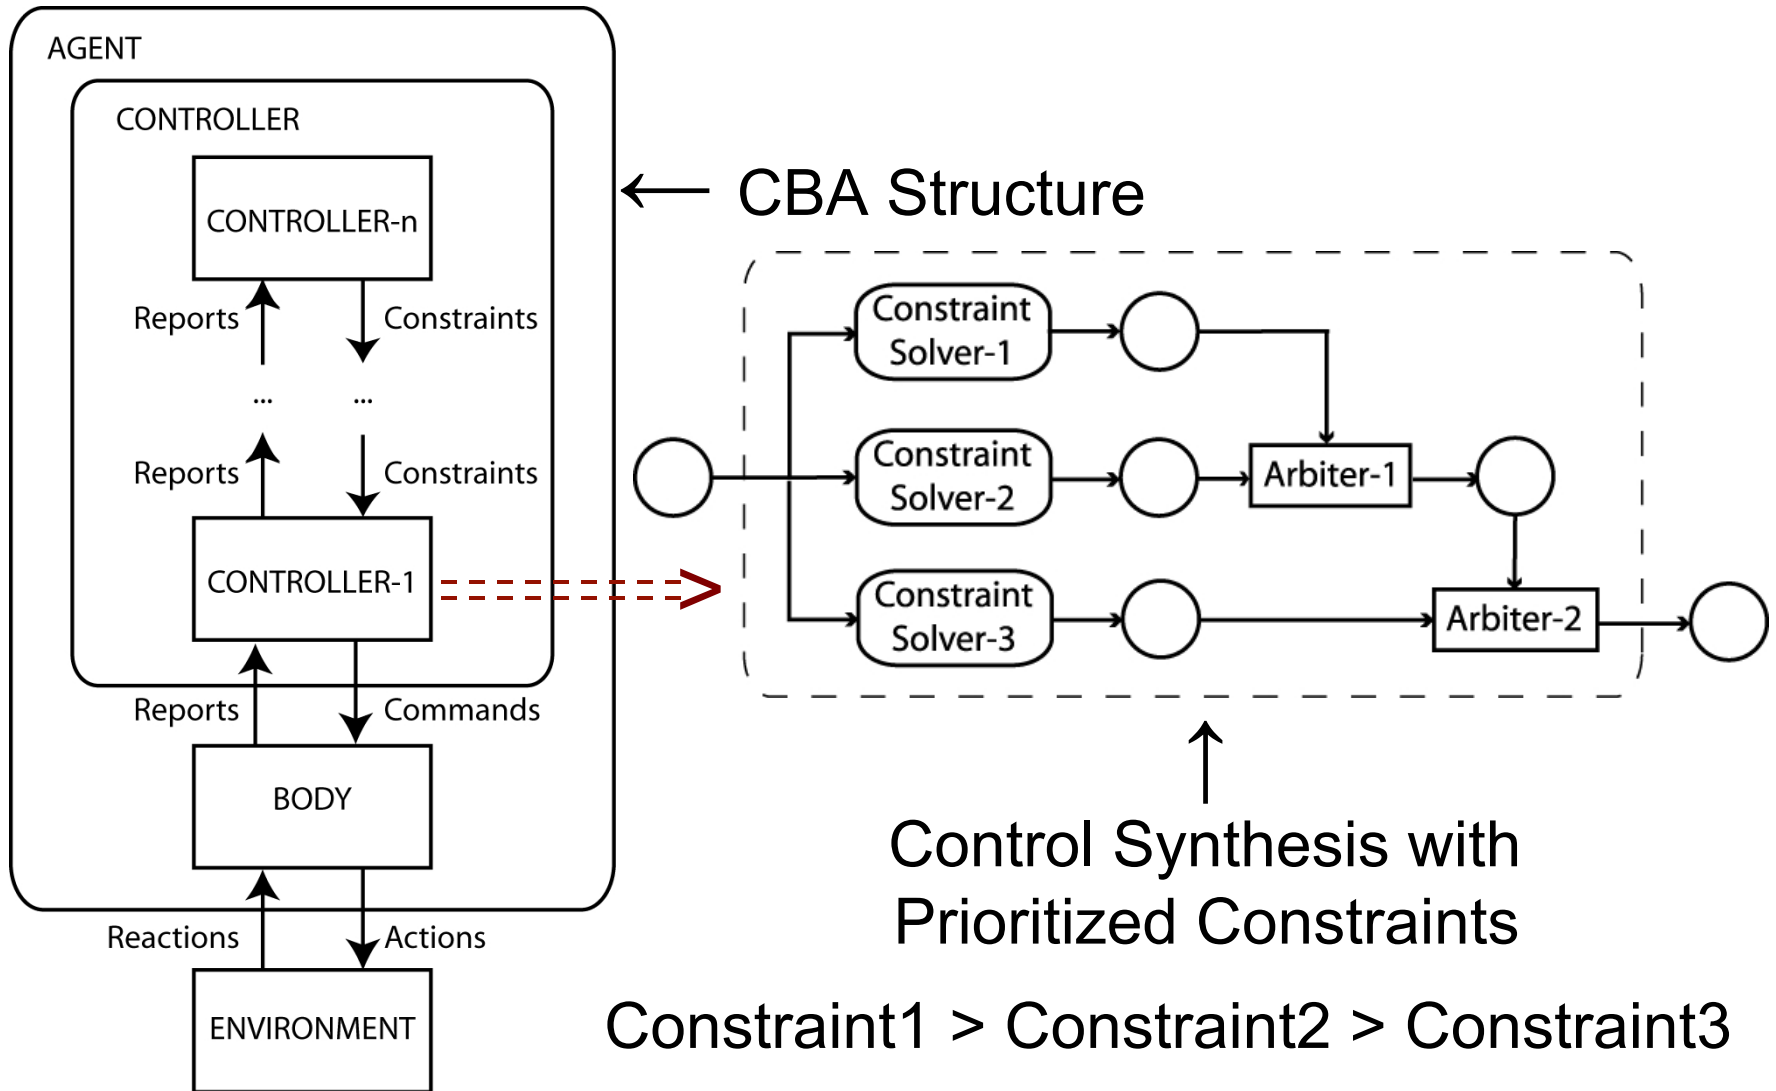 AGENT
CONTROLLER
CONTROLLER-n
Reports
Constraints
...
...
Reports
Constraints
CONTROLLER-1
Reports
Commands
BODY
Reactions
Actions
ENVIRONMENT
CBA Structure
Constraint
Solver-1
Constraint
Solver-2
Arbiter-1
Constraint
Solver-3
Arbiter-2
Control Synthesis with
Prioritized Constraints
Constraint1 > Constraint2 > Constraint3